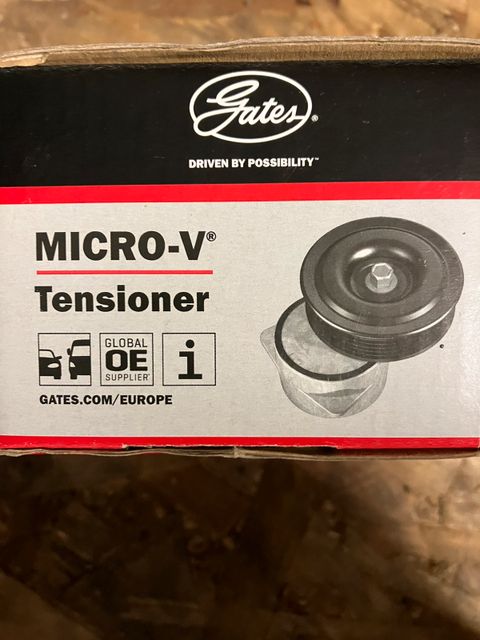 Gates®
DRIVEN BY POSSIBILITY™
MICRO-V®
Tensioner
GLOBAL
OE
SUPPLIER
i
GATES.COM/EUROPE